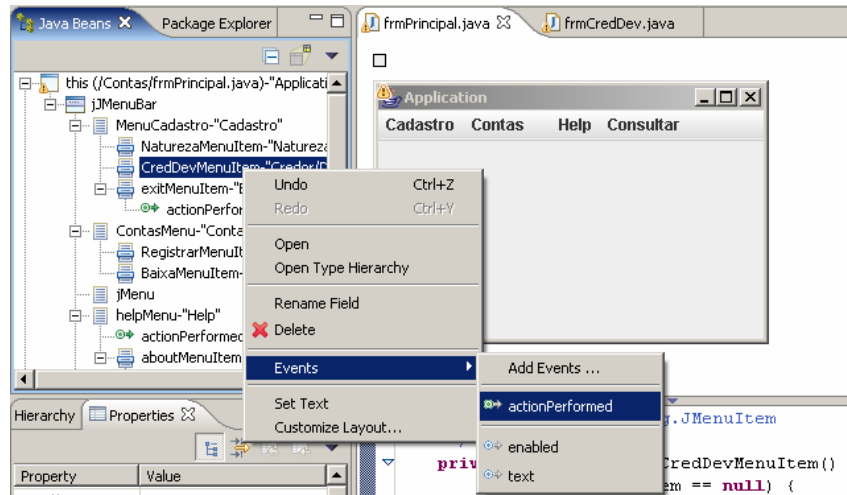 Java Beans
Package Explorer
this (/Contas/frmPrincipal.java)-"Applicati
jJMenuBar
MenuCadastro-"Cadastro"
NaturezaMenuItem-"Natureza
CredDevMenuItem-"Credor/D
exitMenuItem-"E
actionPerfor
ContasMenu-"Conta
RegistrarMenuIt
BaixaMenuItem-
jMenu
helpMenu-"Help"
actionPerformed
aboutMenuItem
Hierarchy
Properties
Property
Value
Undo Ctrl+Z
Redo Ctrl+Y
Open
Open Type Hierarchy
Rename Field
Delete
Events
Set Text
Customize Layout...
Add Events ...
actionPerformed
enabled
text
frmPrincipal.java
frmCredDev.java
Application
Cadastro Contas Help Consultar
g.JMenuItem
priv
CredDevMenuItem()
em == null) {